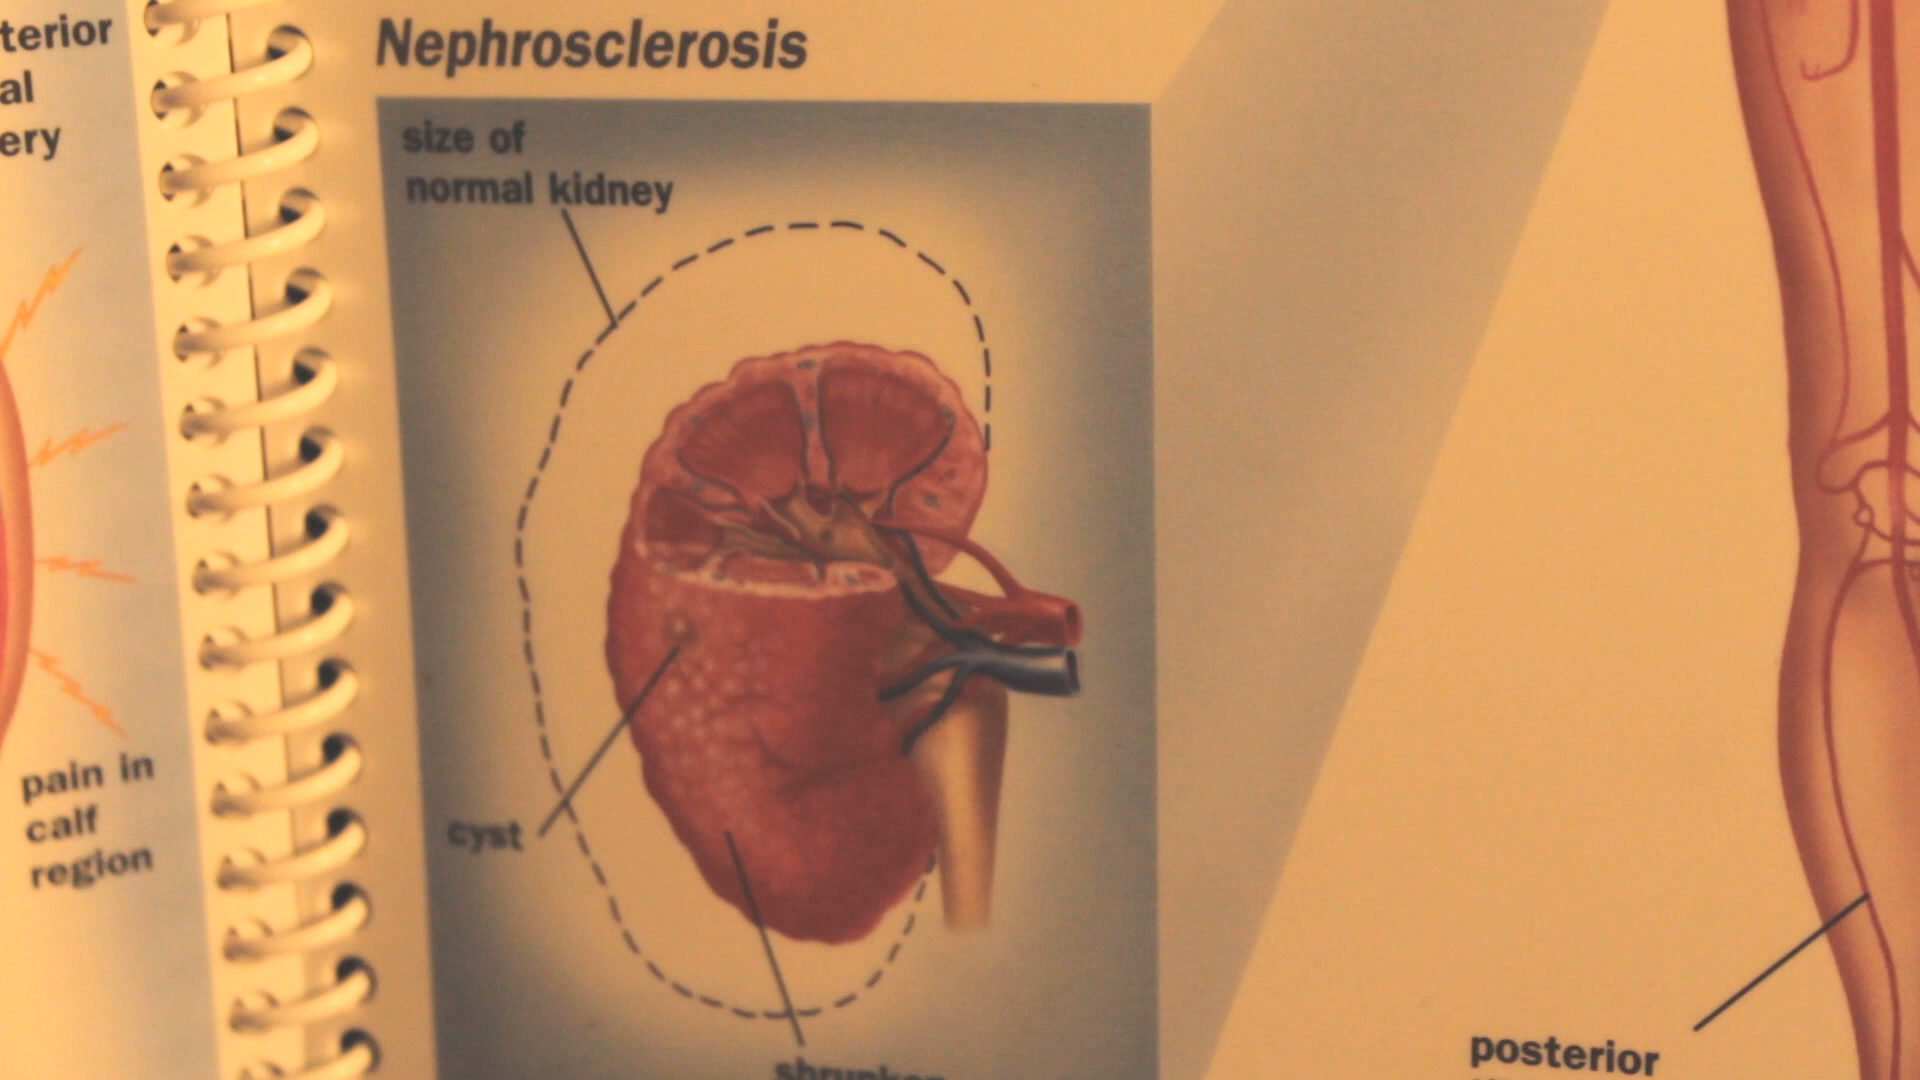 terior
al
ery
pain in
calf
region
Nephrosclerosis
size of
normal kidney
cyst
posterior